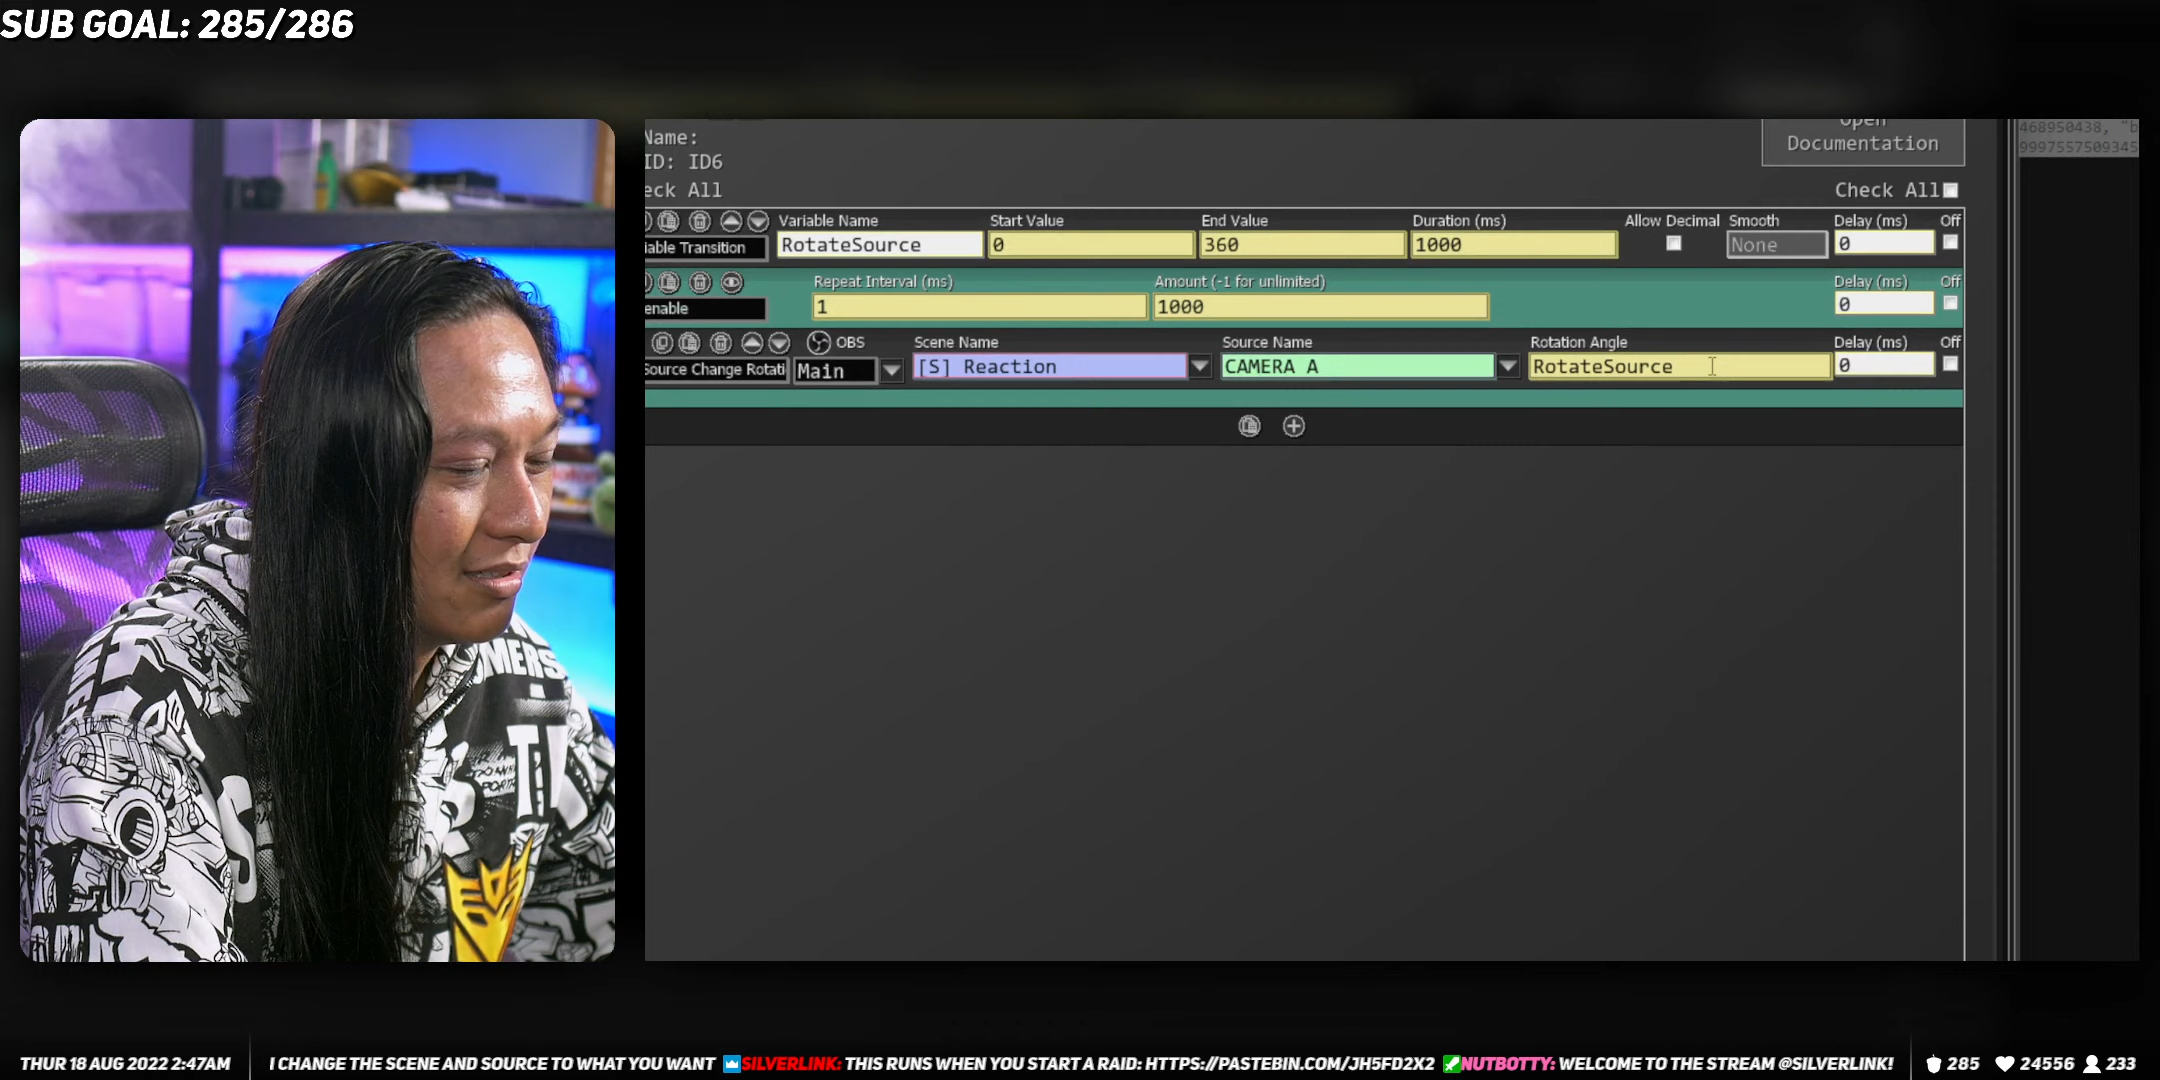 SUB GOAL: 285/286
Open
Documentation
468950438, "b
9997557509345
Name:
ID: ID6
eck All
Check All
Variable Name
Start Value
End Value
Duration (ms)
Allow Decimal
Smooth
Delay (ms)
Off
iable Transition
RotateSource
0
360
1000
None
0
Repeat Interval (ms)
Amount (-1 for unlimited)
Delay (ms)
Off
enable
1
1000
0
OBS
Scene Name
Source Name
Rotation Angle
Delay (ms)
Off
Source Change Rotati
Main
[S] Reaction
CAMERA A
RotateSource
0
THUR 18 AUG 2022 2:47AM
I CHANGE THE SCENE AND SOURCE TO WHAT YOU WANT SILVERLINK: THIS RUNS WHEN YOU START A RAID: HTTPS://PASTEBIN.COM/JH5FD2X2 NUTBOTTY: WELCOME TO THE STREAM @SILVERLINK!
285
24556
233